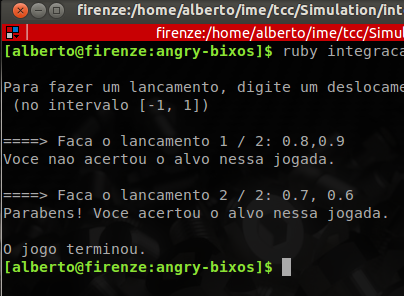 firenze:/home/alberto/ime/tcc/Simulation/int
firenze:/home/alberto/ime/tcc/Simul
[alberto@firenze:angry-bixos]$ ruby integraca
Para fazer um lancamento, digite um deslocame
(no intervalo [-1, 1])
====> Faca o lancamento 1 / 2: 0.8,0.9
Voce nao acertou o alvo nessa jogada.
====> Faca o lancamento 2 / 2: 0.7, 0.6
Parabens! Voce acertou o alvo nessa jogada.
O jogo terminou.
[alberto@firenze:angry-bixos]$